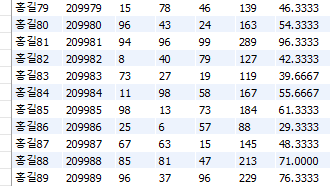 홍길79 209979 15 78 46 139 46.3333
홍길80 209980 96 43 24 163 54.3333
홍길81 209981 94 96 99 289 96.3333
홍길82 209982 8 40 79 127 42.3333
홍길83 209983 73 27 19 119 39.6667
홍길84 209984 11 98 58 167 55.6667
홍길85 209985 98 13 73 184 61.3333
홍길86 209986 25 6 57 88 29.3333
홍길87 209987 67 63 15 145 48.3333
홍길88 209988 85 81 47 213 71.0000
홍길89 209989 96 37 96 229 76.3333